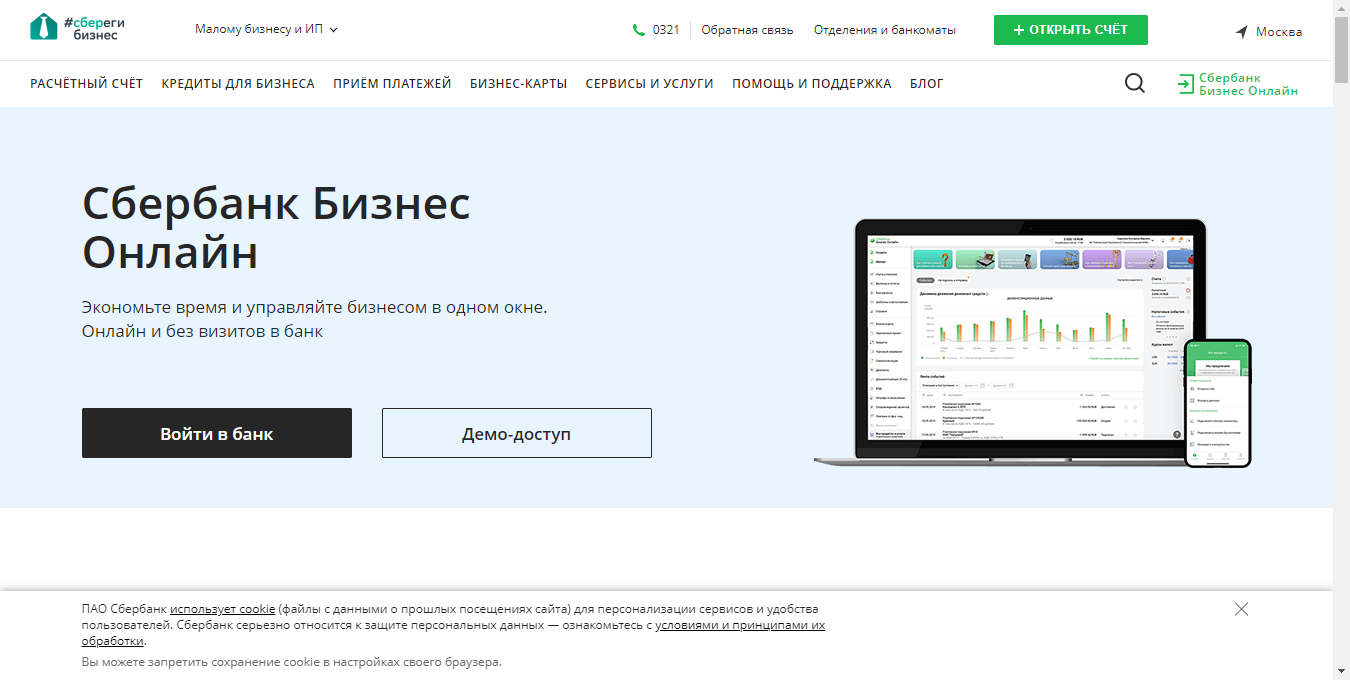 #сбереги
бизнес
Малому бизнесу и ИП
0321
Обратная связь
Отделения и банкоматы
+ ОТКРЫТЬ СЧЁТ
Москва
РАСЧЁТНЫЙ СЧЁТ
КРЕДИТЫ ДЛЯ БИЗНЕСА
ПРИЁМ ПЛАТЕЖЕЙ
БИЗНЕС-КАРТЫ
СЕРВИСЫ И УСЛУГИ
ПОМОЩЬ И ПОДДЕРЖКА
БЛОГ
Сбербанк
Бизнес Онлайн
Сбербанк Бизнес
Онлайн
Экономьте время и управляйте бизнесом в одном окне.
Онлайн и без визитов в банк
Войти в банк
Демо-доступ
ПАО Сбербанк использует cookie (файлы с данными о прошлых посещениях сайта) для персонализации сервисов и удобства
пользователей. Сбербанк серьезно относится к защите персональных данных — ознакомьтесь с условиями и принципами их
обработки.
Вы можете запретить сохранение cookie в настройках своего браузера.